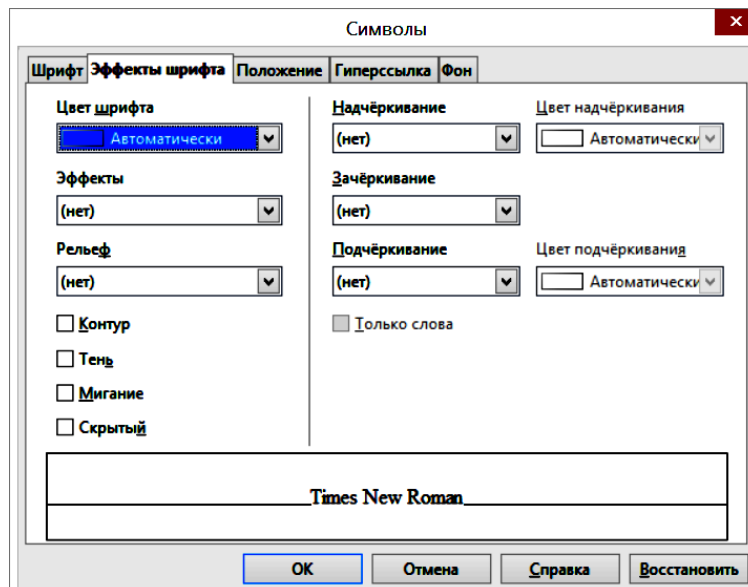 Символы
x
Шрифт Эффекты шрифта Положение Гиперссылка Фон
Цвет шрифта Надчёркивание Цвет надчёркивания
Автоматически (нет) Автоматически
Эффекты Зачёркивание
(нет) (нет)
Рельеф Подчёркивание Цвет подчёркивания
(нет) (нет) Автоматически
Контур Только слова
Тень
Мигание
Скрытый
Times New Roman
ОК Отмена Справка Восстановить